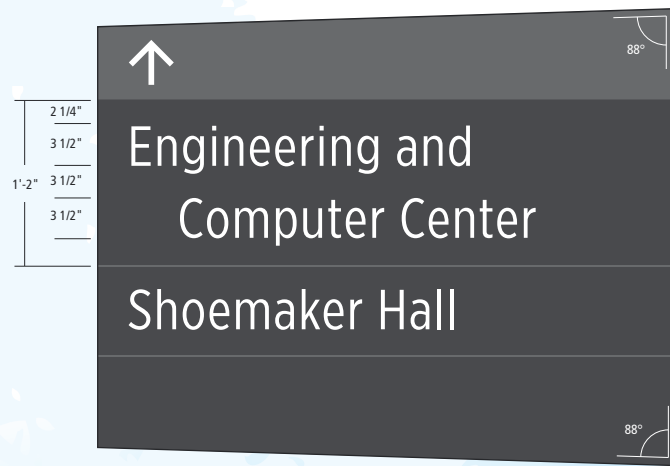 88°
2 1/4"
3 1/2"
3 1/2"
3 1/2"
1'-2"
Engineering and
Computer Center
Shoemaker Hall
88°